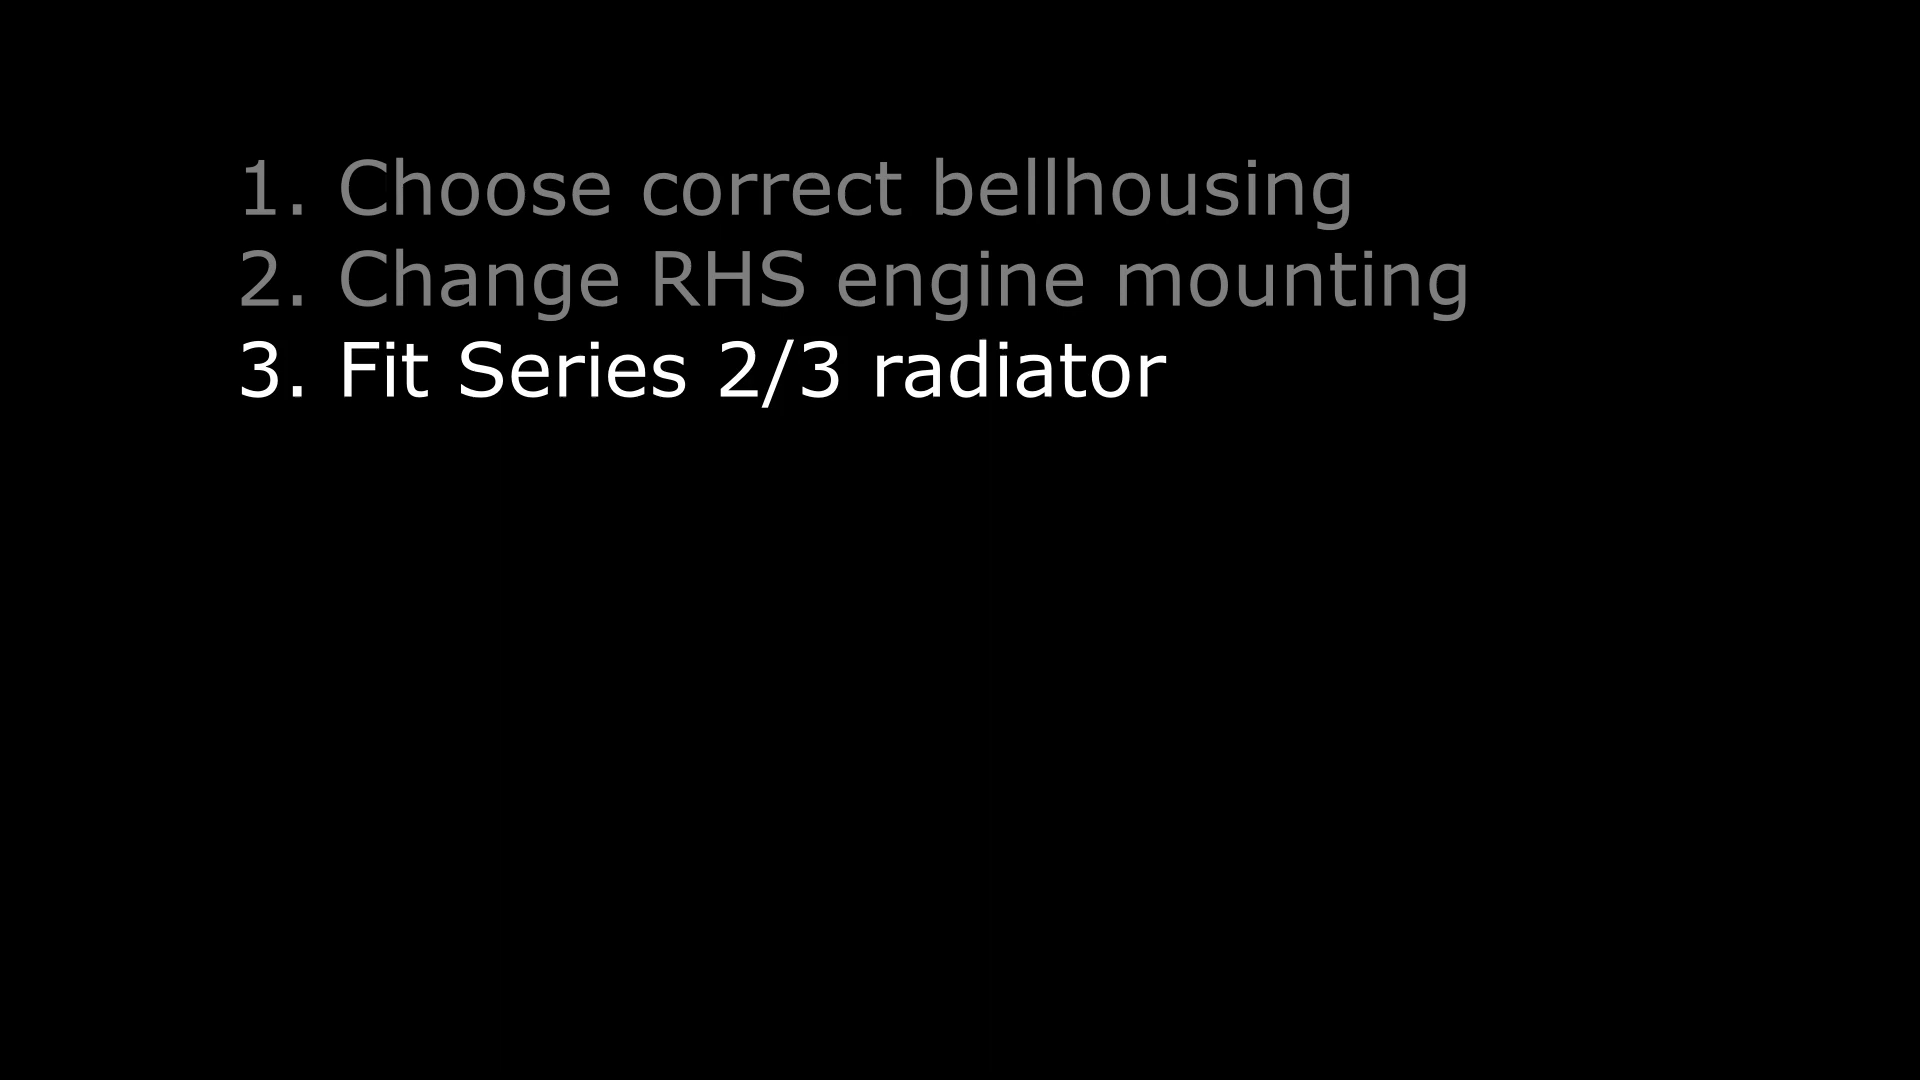 1. Choose correct bellhousing
2. Change RHS engine mounting
3. Fit Series 2/3 radiator